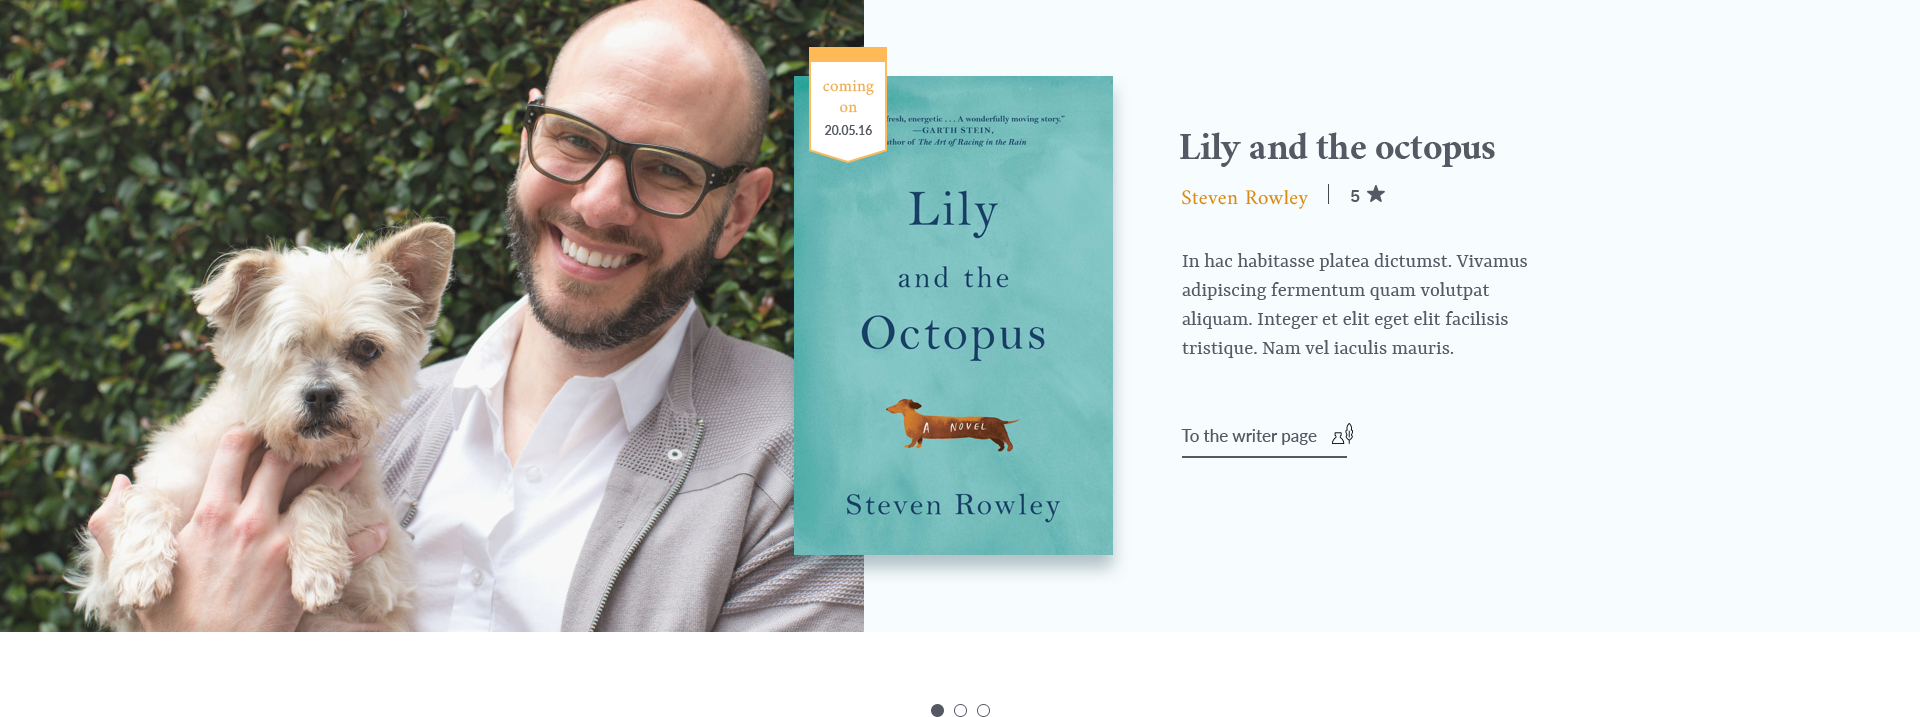 coming
on
20.05.16
fresh, energetic . . . A wonderfully moving story.”
—GARTH STEIN,
of The Art of Racing in the Rain
Lily
and the
Octopus
A NOVEL
Steven Rowley
Lily and the octopus
Steven Rowley
5
In hac habitasse platea dictumst. Vivamus
adipiscing fermentum quam volutpat
aliquam. Integer et elit eget elit facilisis
tristique. Nam vel iaculis mauris.
To the writer page